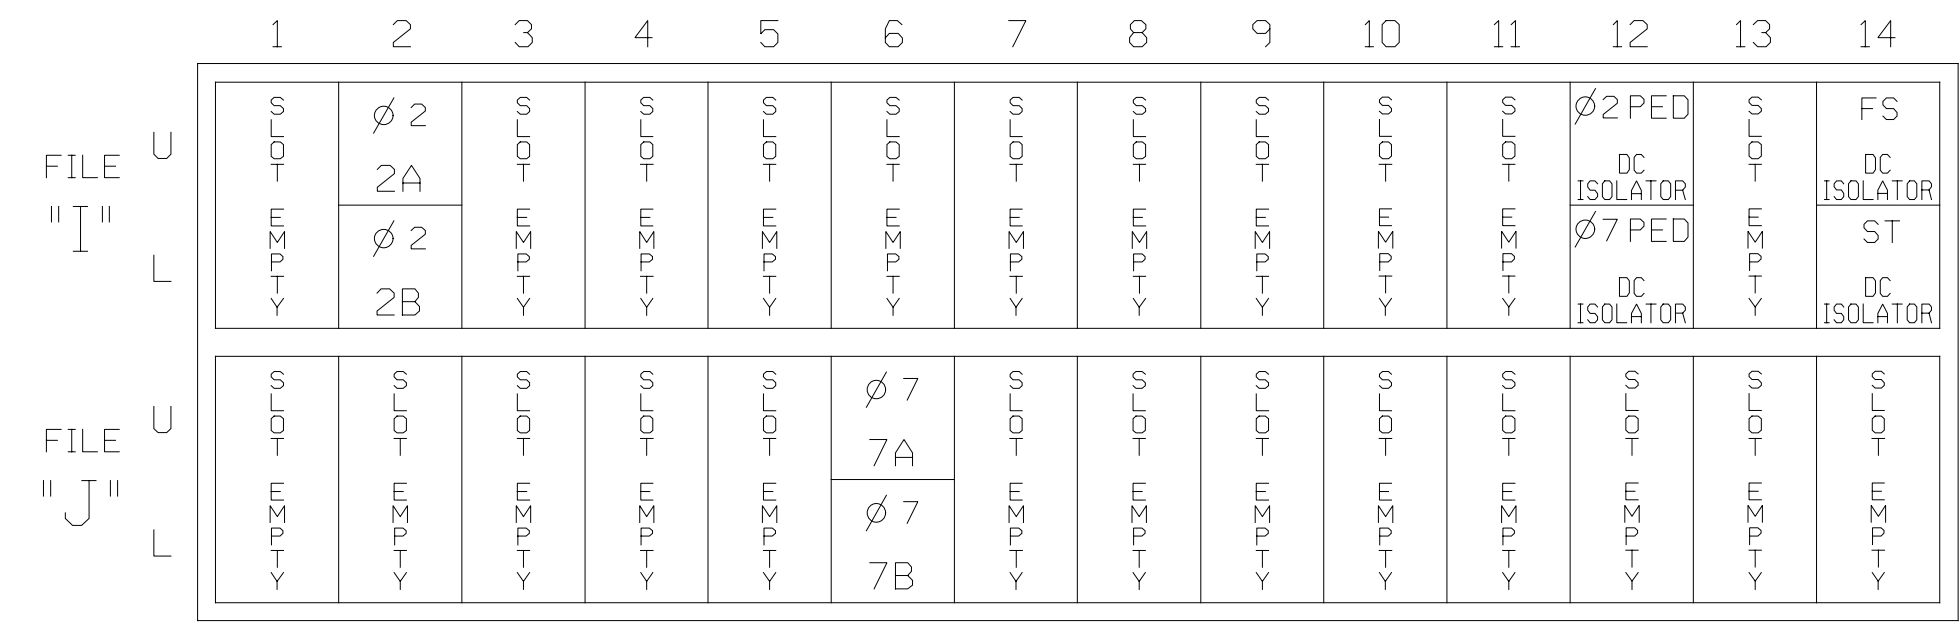 1 2 3 4 5 6 7 8 9 10 11 12 13 14
FILE "I"
U
L
SLOT EMPTY
Ø 2
2A
Ø 2
2B
SLOT EMPTY
SLOT EMPTY
SLOT EMPTY
SLOT EMPTY
SLOT EMPTY
SLOT EMPTY
SLOT EMPTY
SLOT EMPTY
SLOT EMPTY
Ø2 PED
DC
ISOLATOR
Ø7 PED
DC
ISOLATOR
SLOT EMPTY
FS
DC
ISOLATOR
ST
DC
ISOLATOR
FILE "J"
U
L
SLOT EMPTY
SLOT EMPTY
SLOT EMPTY
SLOT EMPTY
SLOT EMPTY
Ø 7
7A
Ø 7
7B
SLOT EMPTY
SLOT EMPTY
SLOT EMPTY
SLOT EMPTY
SLOT EMPTY
SLOT EMPTY
SLOT EMPTY
SLOT EMPTY